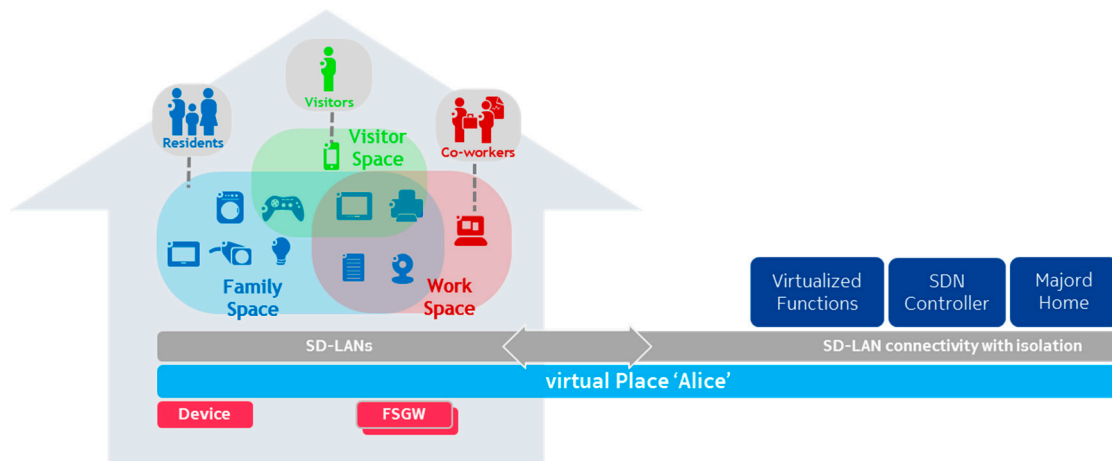 Visitors
Residents
Co-workers
Visitor
Space
Family
Space
Work
Space
Virtualized
Functions
SDN
Controller
Majord
Home
SD-LANs
SD-LAN connectivity with isolation
virtual Place ‘Alice’
Device
FSGW